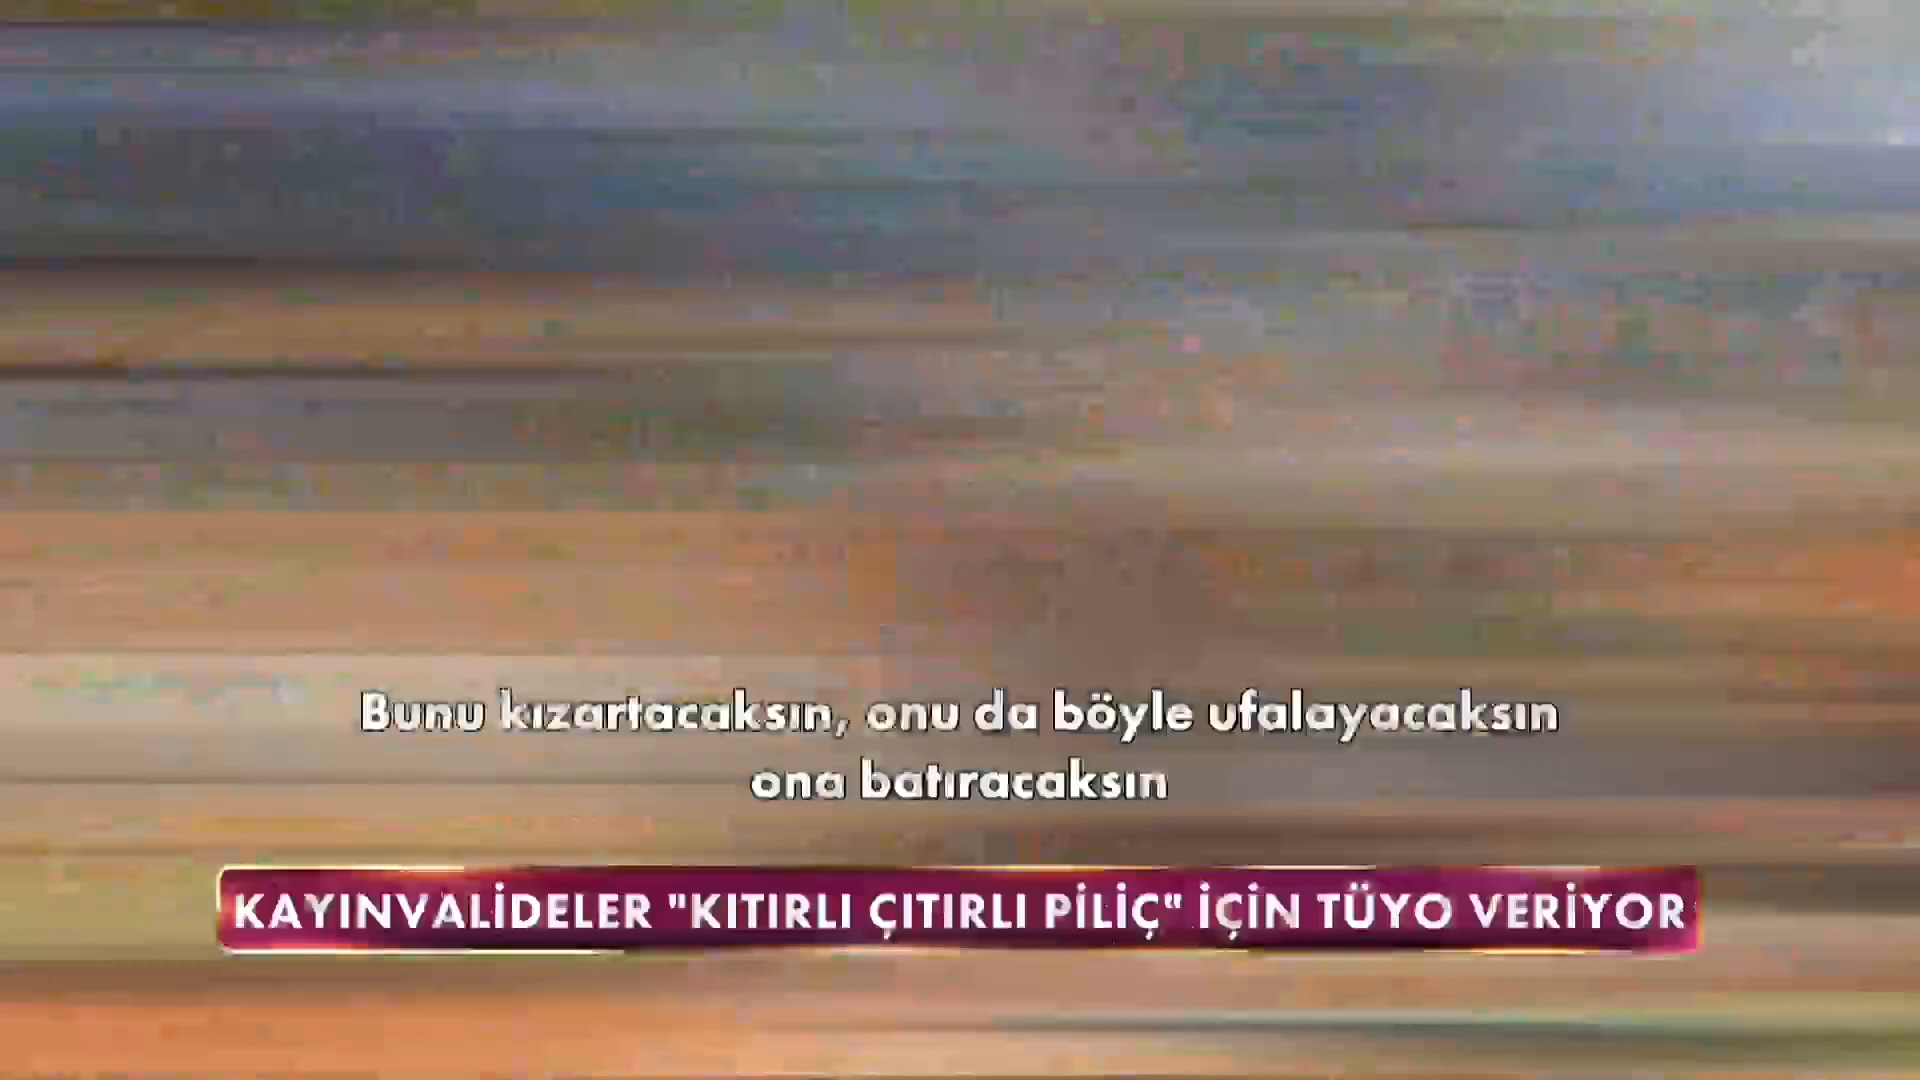 Bunu kızartacaksın, onu da böyle ufalayacaksın
ona batıracaksın
KAYINVALİDELER "KITIRLI ÇITIRLI PİLİÇ" İÇİN TÜYO VERİYOR